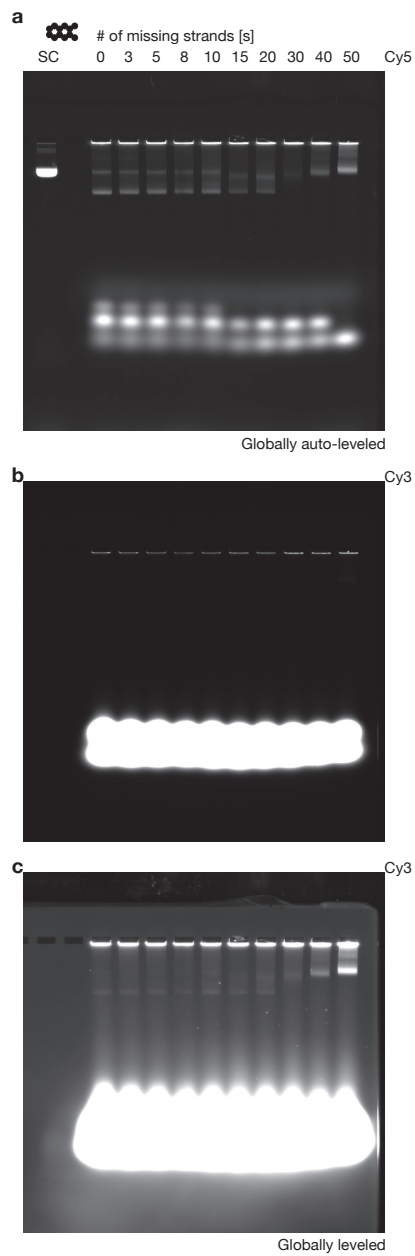 a
# of missing strands [s]
SC 0 3 5 8 10 15 20 30 40 50 Cy5
Globally auto-leveled
b Cy3
c Cy3
Globally leveled